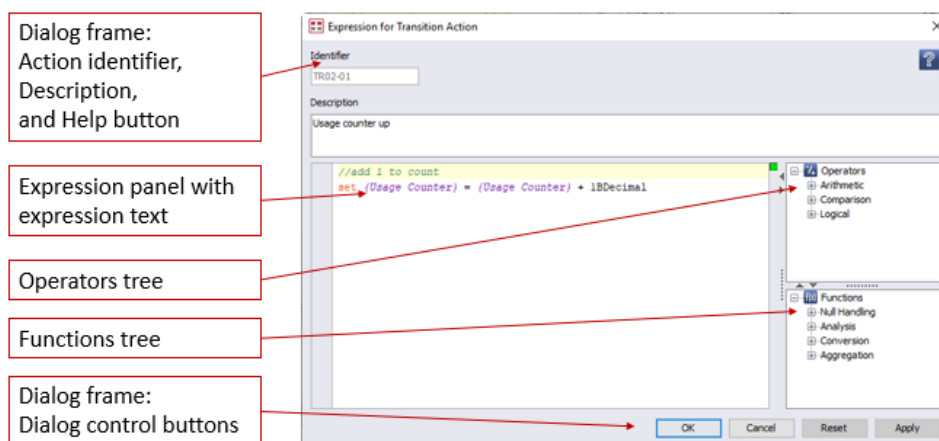 Dialog frame:
Action identifier,
Description,
and Help button
Expression panel with
expression text
Operators tree
Functions tree
Dialog frame:
Dialog control buttons
Expression for Transition Action
Identifier
TR02-01
?
Description
Usage counter up
//add 1 to count
set (Usage Counter) = (Usage Counter) + 1BDecimal
Operators
Arithmetic
Comparison
Logical
f(x) Functions
Null Handling
Analysis
Conversion
Aggregation
OK Cancel Reset Apply